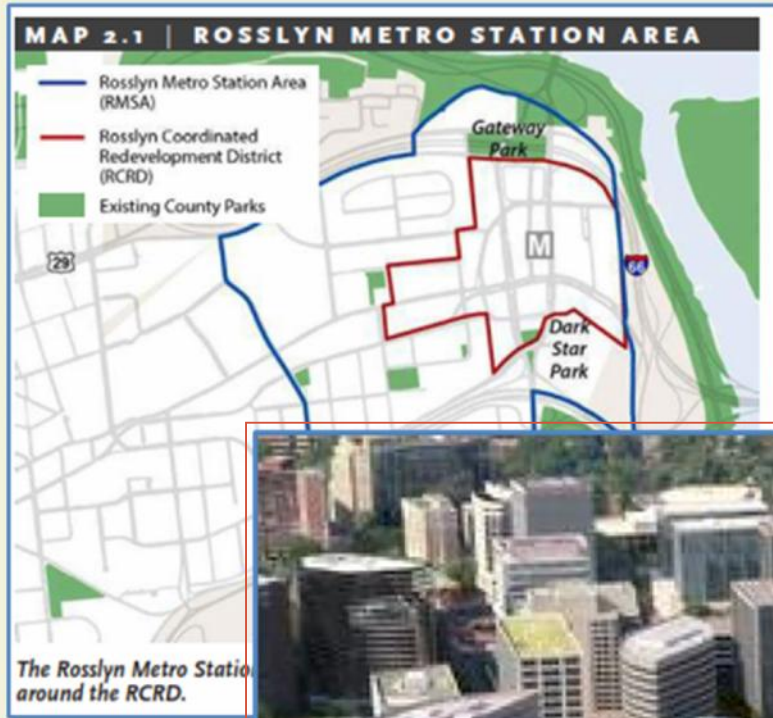 MAP 2.1 | ROSSLYN METRO STATION AREA
Rosslyn Metro Station Area
(RMSA)
Rosslyn Coordinated
Redevelopment District
(RCRD)
Existing County Parks
Gateway
Park
29
M
66
Dark
Star
Park
The Rosslyn Metro Statio
around the RCRD.